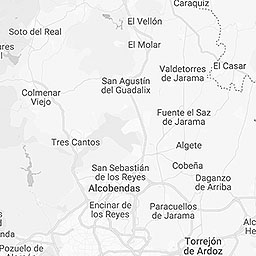 Caraquiz
El Vellón
Soto del Real
El Molar
Valdetorres
de Jarama
El Casar
San Agustín
del Guadalix
Colmenar
Viejo
Fuente el Saz
de Jarama
Tres Cantos
Algete
Cobeña
San Sebastián
de los Reyes
Daganzo
de Arriba
Alcobendas
Encinar de
los Reyes
Paracuellos
de Jarama
Pozuelo de
Torrejón
de Ardoz